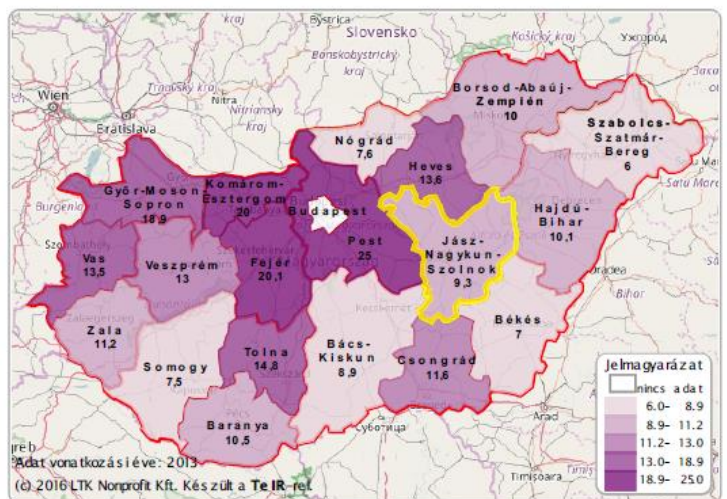 Bystrica
kraj
Slovensko
Košický kraj
Ужгород
Banskobystrický kraj
Trnavský kraj
Nitra
Nitriansky kraj
Wien
Bratislava
Borsod-Abaúj-
Zemplén
10
Szabolcs-
Szatmár-
Bereg
6
Nógrád
7,6
Heves
13,6
Satu Mare
Győr-Moson-
Sopron
18,9
Komárom-
Esztergom
20
Budapest
Pest
25
Hajdú-
Bihar
10,1
Jász-
Nagykun-
Szolnok
9,3
Burgenland
Szombathely
Vas
13,5
Veszprém
13
Fejér
20,1
Oradea
Bihor
Békés
7
Zalaegerszeg
Zala
11,2
Kecskemét
Somogy
7,5
Tolna
14,8
Bács-
Kiskun
8,9
Csongrád
11,6
Pécs
Baranya
10,5
Суботица
Arad
Timișoara
Jelmagyarázat
nincs adat
6.0- 8.9
8.9- 11.2
11.2- 13.0
13.0- 18.9
18.9- 25.0
Adat vonatkozási éve: 2013
(c) 2016 LTK Nonprofit Kft. Készült a TeIR-rel